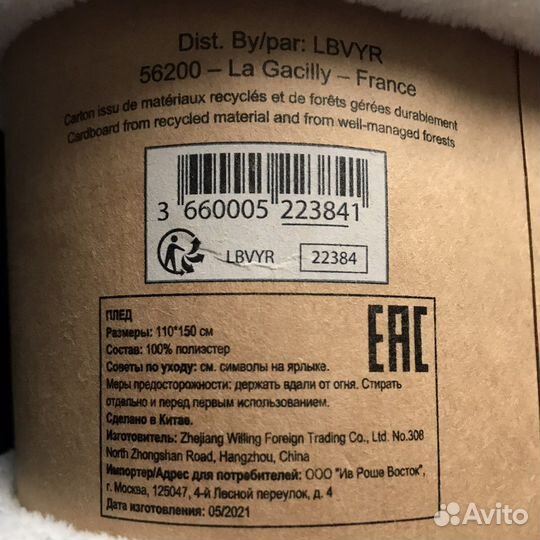 Dist. By/par: LBVYR
56200 – La Gacilly – France
Carton issu de matériaux recyclés et de forêts gérées durablement
Cardboard from recycled material and from well-managed forests
3 660005 223841
LBVYR 22384
ПЛЕД
Размеры: 110*150 см
Состав: 100% полиэстер
Советы по уходу: см. символы на ярлыке.
Меры предосторожности: держать вдали от огня. Стирать
отдельно и перед первым использованием.
Сделано в Китае.
Изготовитель: Zhejiang Willing Foreign Trading Co., Ltd. No.308
North Zhongshan Road, Hangzhou, China
Импортер/Адрес для потребителей: ООО "Ив Роше Восток",
г. Москва, 125047, 4-й Лесной переулок, д. 4
Дата изготовления: 05/2021
EAC
Avito